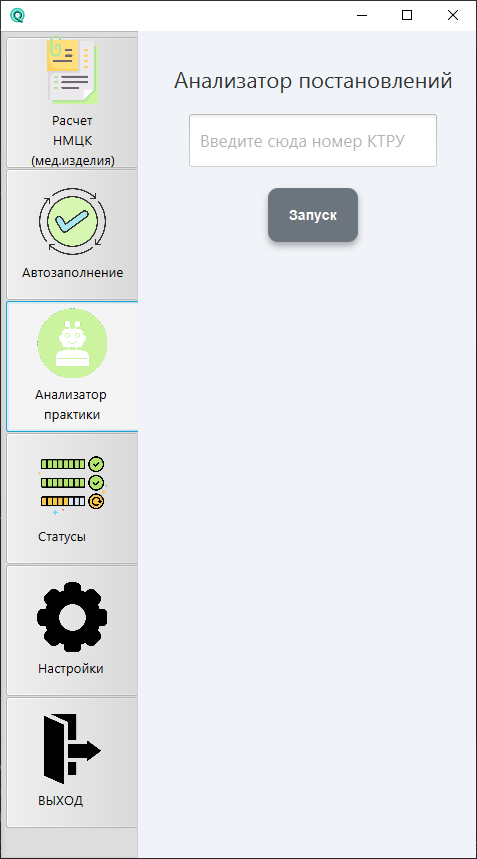 Расчет
НМЦК
(мед.изделия)
Автозаполнение
Анализатор
практики
Статусы
Настройки
ВЫХОД
Анализатор постановлений
Введите сюда номер КТРУ
Запуск